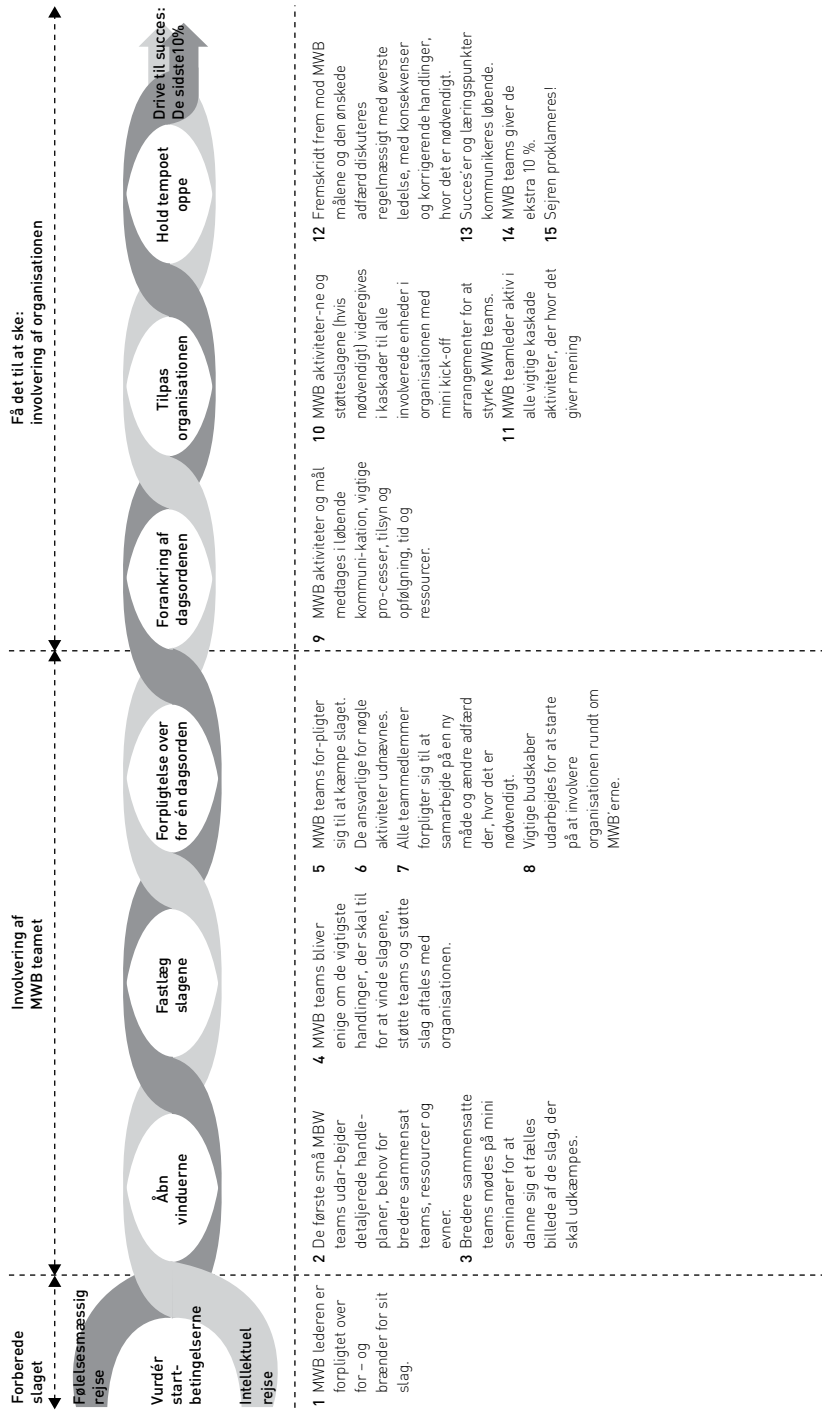 Forberede
slaget
Involvering af
MWB teamet
Få det til at ske:
involvering af organisationen
Følelsesmæssig
rejse
Vurdér
start-
betingelserne
Intellektuel
rejse
Åbn
vinduerne
Fastlæg
slagene
Forpligtelse over
for én dagsorden
Forankring af
dagsordenen
Tilpas
organisationen
Hold tempoet
oppe
Drive til succes:
De sidste10%
1 MWB lederen er
forpligtet over
for – og
brænder for sit
slag.
2 De første små MBW
teams udar-bejder
detaljerede handle-
planer, behov for
bredere sammensat
teams, ressourcer og
evner.
3 Bredere sammensatte
teams mødes på mini
seminarer for at
danne sig et fælles
billede af de slag, der
skal udkæmpes.
4 MWB teams bliver
enige om de vigtigste
handlinger, der skal til
for at vinde slagene,
støtte teams og støtte
slag aftales med
organisationen.
5 MWB teams for-pligter
sig til at kæmpe slaget.
6 De ansvarlige for nøgle
aktiviteter udnævnes.
7 Alle teammedlemmer
forpligter sig til at
samarbejde på en ny
måde og ændre adfærd
der, hvor det er
nødvendigt.
8 Vigtige budskaber
udarbejdes for at starte
på at involvere
organisationen rundt om
MWB'erne.
9 MWB aktiviteter og mål
medtages i løbende
kommuni-kation, vigtige
pro-cesser, tilsyn og
opfølgning, tid og
ressourcer.
10 MWB aktiviteter-ne og
støtteslagene (hvis
nødvendigt) videregives
i kaskader til alle
involverede enheder i
organisationen med
mini kick-off
arrangementer for at
styrke MWB teams.
11 MWB teamleder aktiv i
alle vigtige kaskade
aktiviteter, der hvor det
giver mening
12 Fremskridt frem mod MWB
målene og den ønskede
adfærd diskuteres
regelmæssigt med øverste
ledelse, med konsekvenser
og korrigerende handlinger,
hvor det er nødvendigt.
13 Succes'er og læringspunkter
kommunikeres løbende.
14 MWB teams giver de
ekstra 10 %.
15 Sejren proklameres!